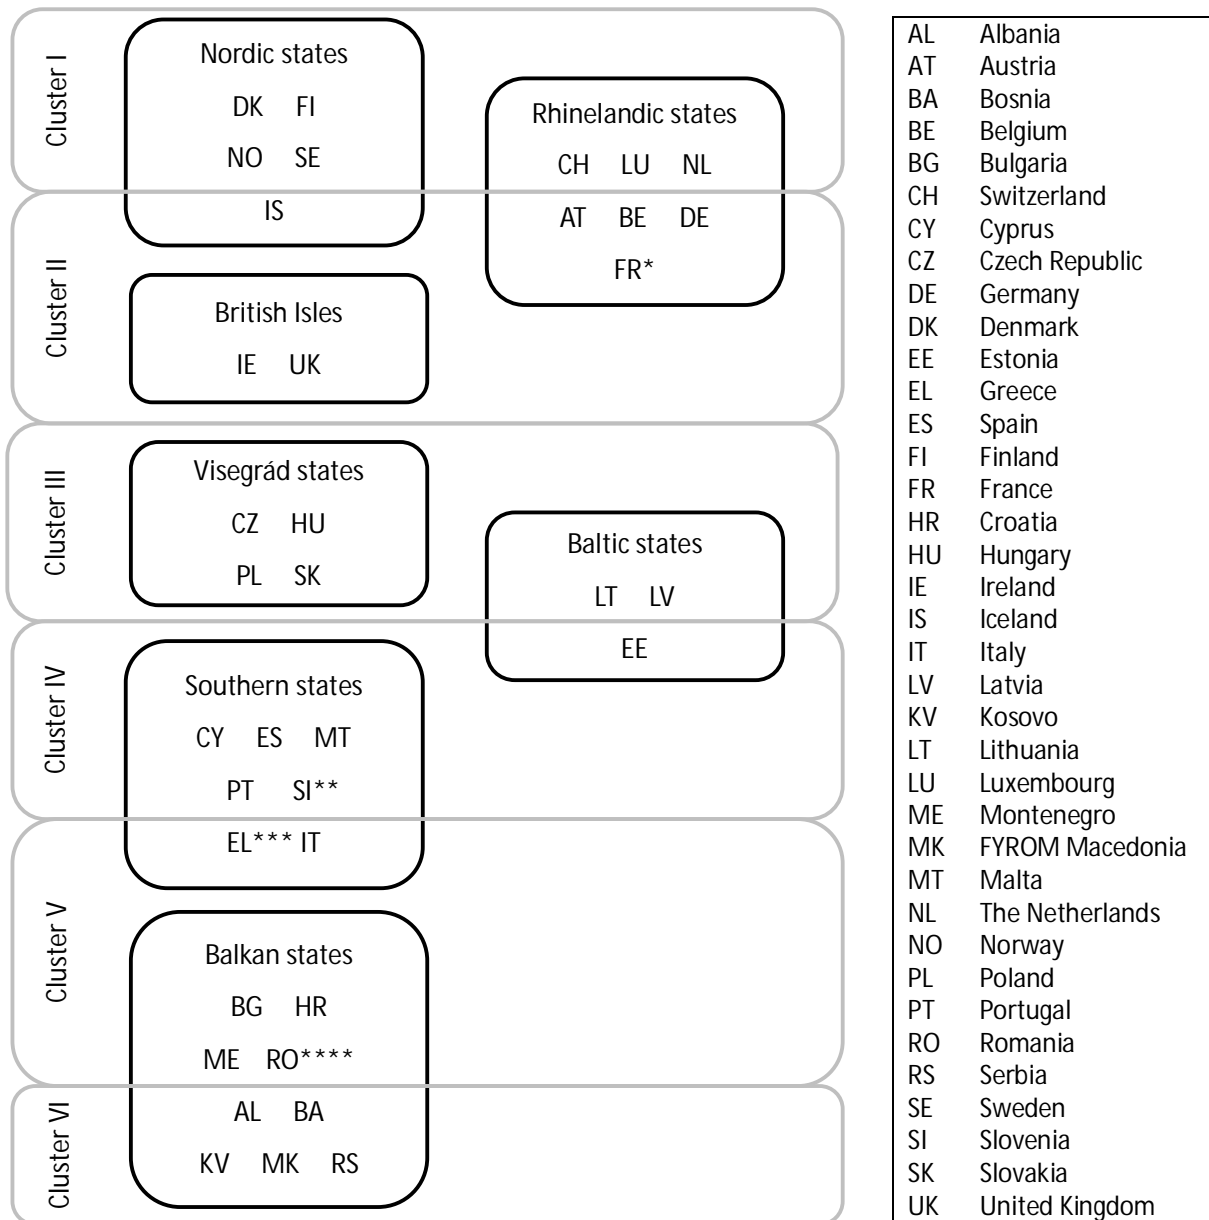 Cluster I
Nordic states
DK FI
NO SE
IS
Rhinelandic states
CH LU NL
AT BE DE
FR*
Cluster II
British Isles
IE UK
Cluster III
Visegrád states
CZ HU
PL SK
Baltic states
LT LV
EE
Cluster IV
Southern states
CY ES MT
PT SI**
EL*** IT
Cluster V
Balkan states
BG HR
ME RO****
Cluster VI
AL BA
KV MK RS
AL Albania
AT Austria
BA Bosnia
BE Belgium
BG Bulgaria
CH Switzerland
CY Cyprus
CZ Czech Republic
DE Germany
DK Denmark
EE Estonia
EL Greece
ES Spain
FI Finland
FR France
HR Croatia
HU Hungary
IE Ireland
IS Iceland
IT Italy
LV Latvia
KV Kosovo
LT Lithuania
LU Luxembourg
ME Montenegro
MK FYROM Macedonia
MT Malta
NL The Netherlands
NO Norway
PL Poland
PT Portugal
RO Romania
RS Serbia
SE Sweden
SI Slovenia
SK Slovakia
UK United Kingdom